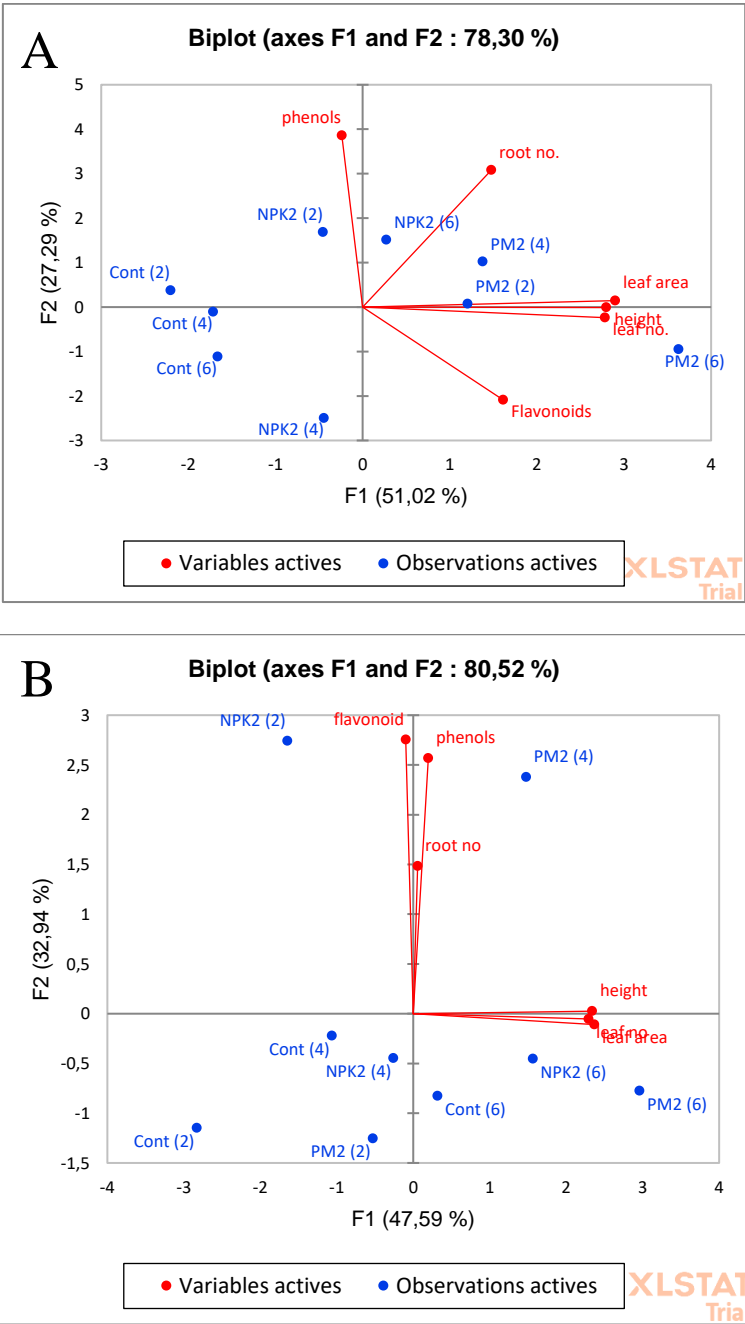 A
Biplot (axes F1 and F2 : 78,30 %)
5
4
3
2
1
0
-1
-2
-3
F2 (27,29 %)
phenols
root no.
NPK2 (2)
NPK2 (6)
PM2 (4)
Cont (2)
PM2 (2)
leaf area
Cont (4)
height
leaf no.
Cont (6)
PM2 (6)
Flavonoids
NPK2 (4)
-3 -2 -1 0 1 2 3 4
F1 (51,02 %)
Variables actives Observations actives
XLSTAT
Trial
B
Biplot (axes F1 and F2 : 80,52 %)
3
2,5
2
1,5
1
0,5
0
-0,5
-1
-1,5
F2 (32,94 %)
NPK2 (2)
flavonoid
phenols
PM2 (4)
root no
height
leaf no
leaf area
Cont (4)
NPK2 (4)
NPK2 (6)
Cont (6)
PM2 (6)
Cont (2)
PM2 (2)
-4 -3 -2 -1 0 1 2 3 4
F1 (47,59 %)
Variables actives Observations actives
XLSTAT
Trial